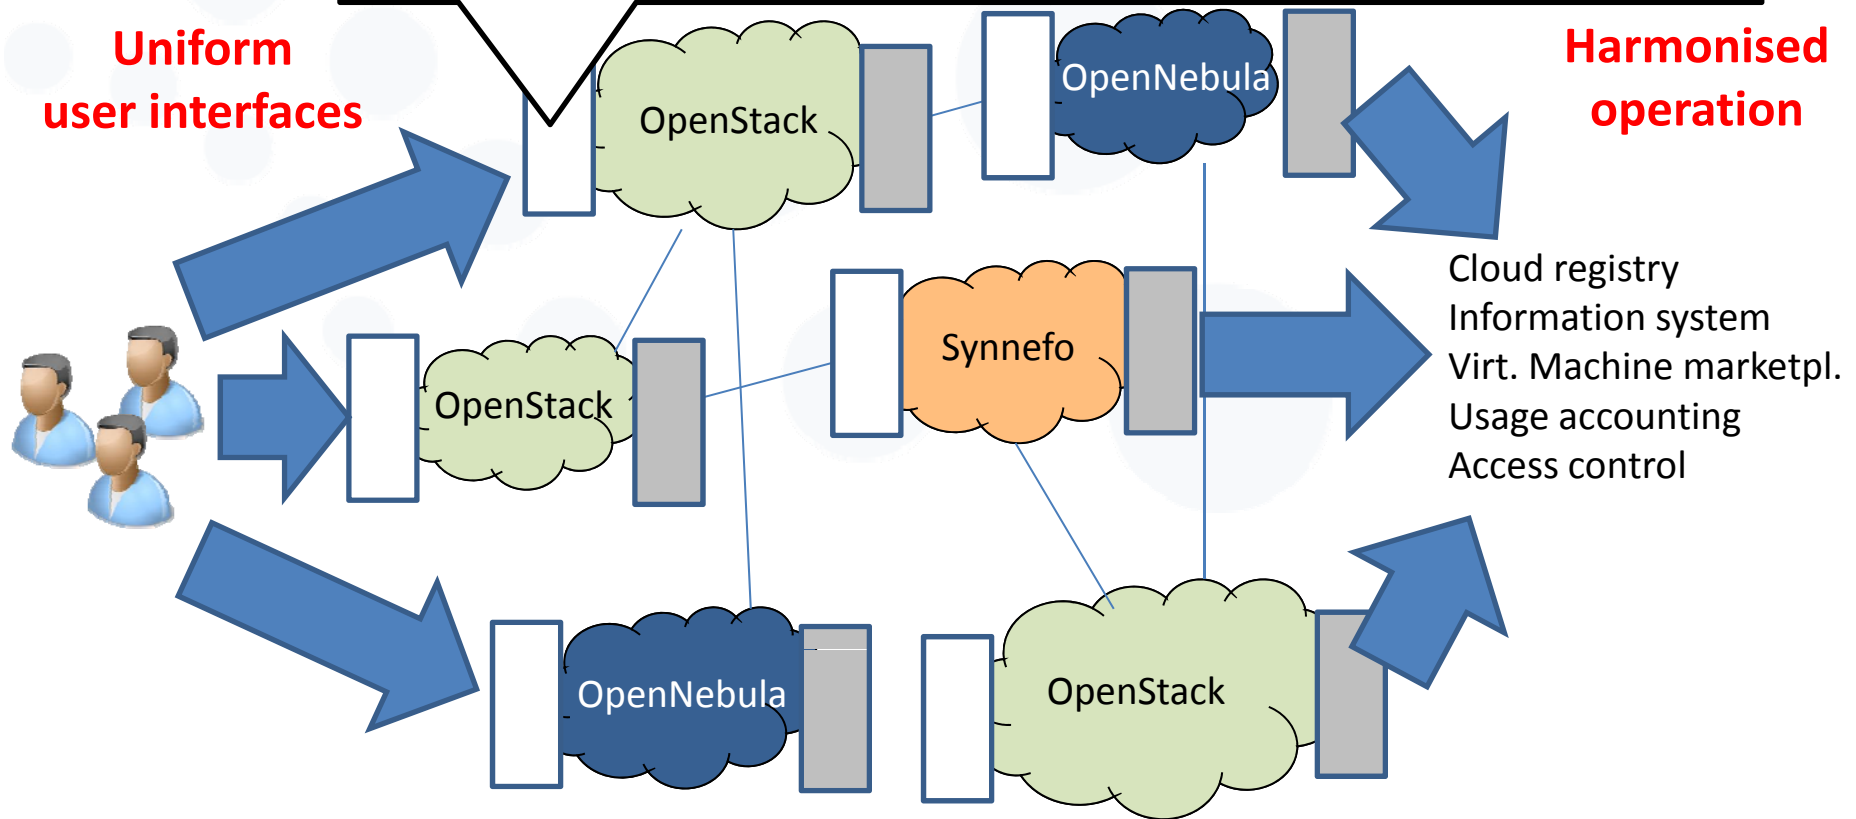 Uniform
user interfaces
OpenStack
OpenNebula
Harmonised
operation
OpenStack
Synnefo
Cloud registry
Information system
Virt. Machine marketpl.
Usage accounting
Access control
OpenNebula
OpenStack